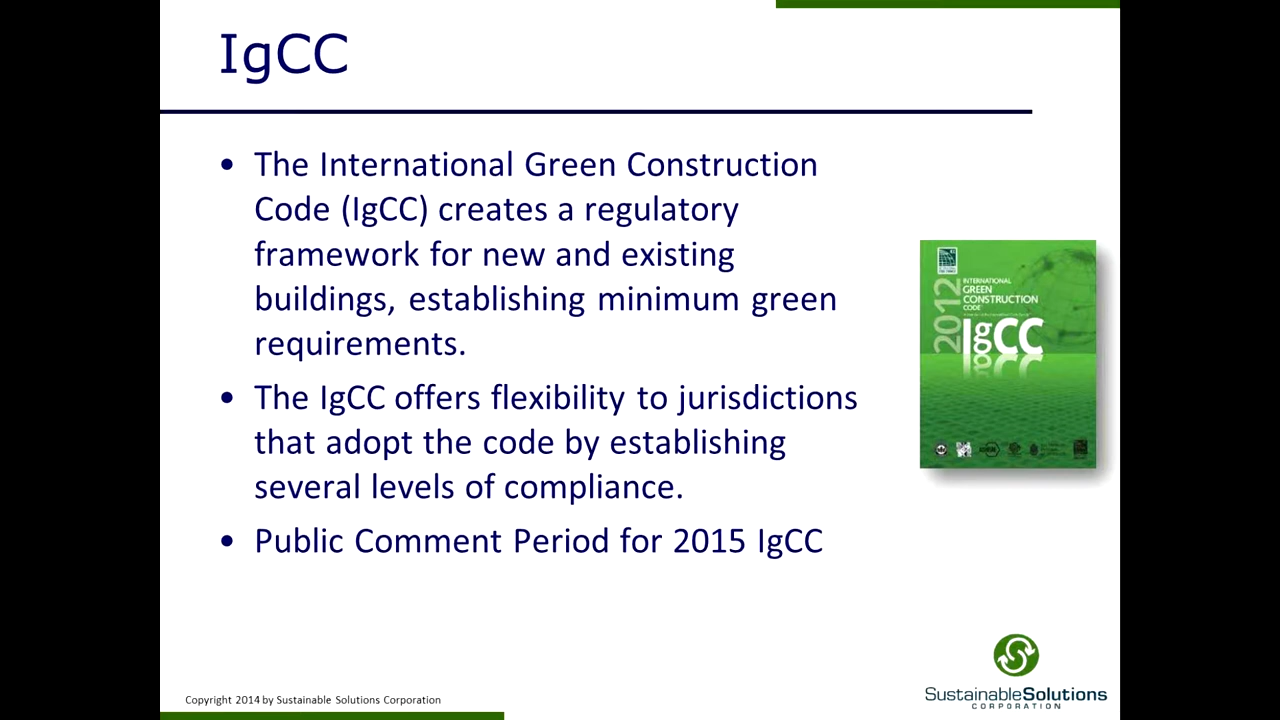 IgCC
• The International Green Construction
Code (IgCC) creates a regulatory
framework for new and existing
buildings, establishing minimum green
requirements.
• The IgCC offers flexibility to jurisdictions
that adopt the code by establishing
several levels of compliance.
• Public Comment Period for 2015 IgCC
2012
INTERNATIONAL
GREEN
CONSTRUCTION
CODE
IgCC
Copyright 2014 by Sustainable Solutions Corporation
SustainableSolutions
CORPORATION